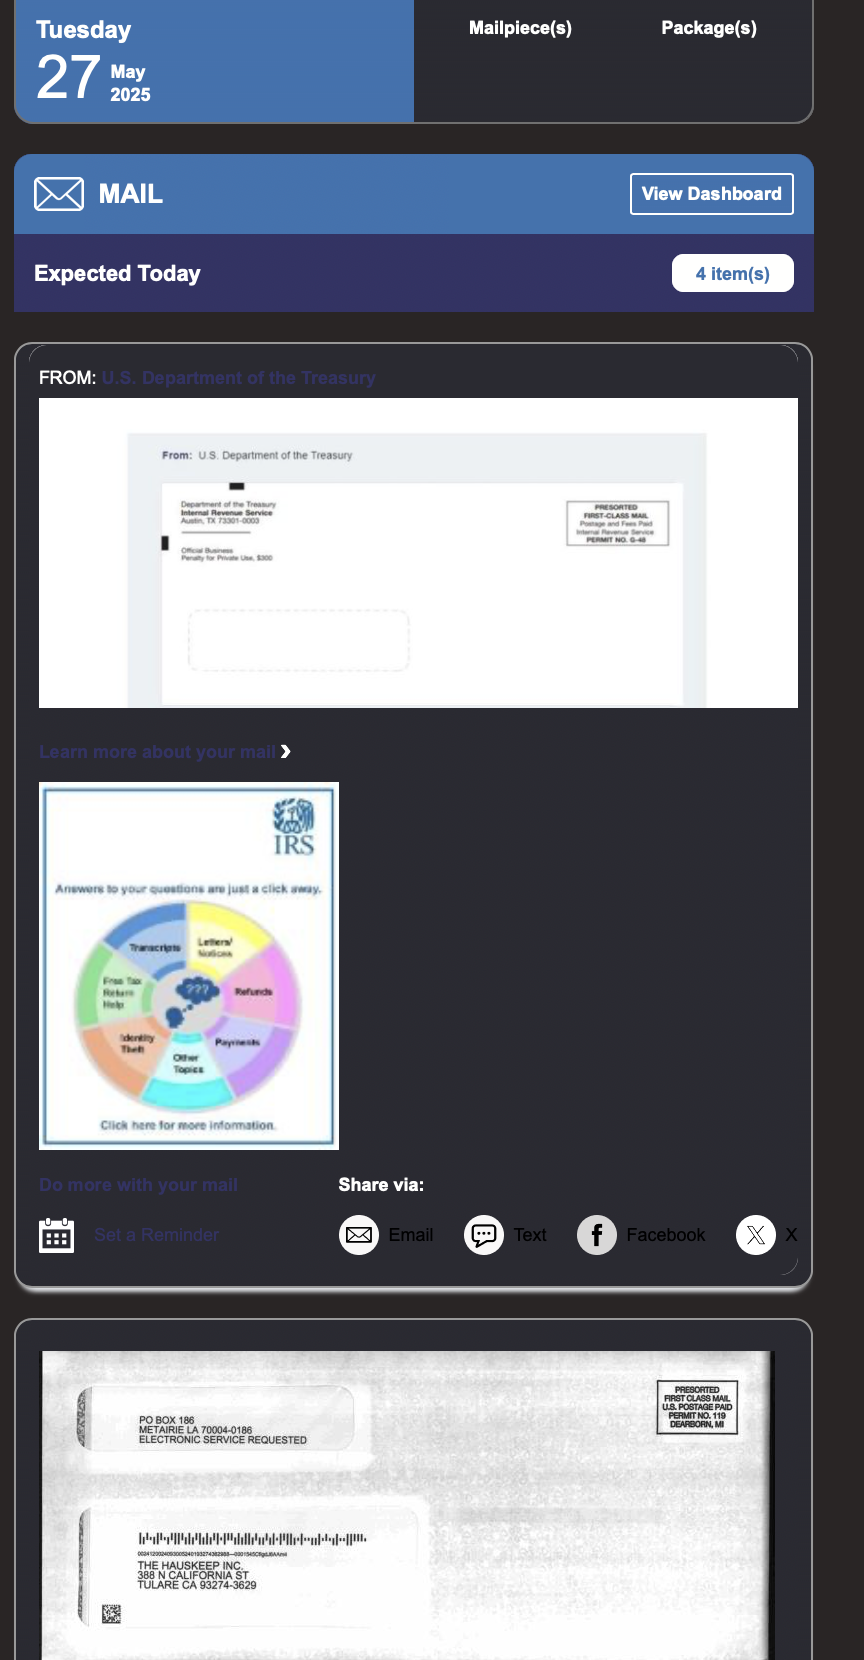 Tuesday
27 May
2025
Mailpiece(s)
Package(s)
MAIL
View Dashboard
Expected Today
4 item(s)
FROM: U.S. Department of the Treasury
From: U.S. Department of the Treasury
Department of the Treasury
Internal Revenue Service
Austin, TX 73301-0003
Official Business
Penalty for Private Use, $300
PRESORTED
FIRST-CLASS MAIL
Postage and Fees Paid
Internal Revenue Service
PERMIT NO. G-48
Learn more about your mail ❯
IRS
Answers to your questions are just a click away.
Transcripts
Letters/
Notices
Free Tax
Return
Help
???
Refunds
Identity
Theft
Payments
Other
Topics
Click here for more information.
Do more with your mail
Share via:
Set a Reminder
Email
Text
Facebook
X
PRESORTED
FIRST CLASS MAIL
U.S. POSTAGE PAID
PERMIT NO. 119
DEARBORN, MI
PO BOX 186
METAIRIE LA 70004-0186
ELECTRONIC SERVICE REQUESTED
THE HAUSKEEP INC.
388 N CALIFORNIA ST
TULARE CA 93274-3629